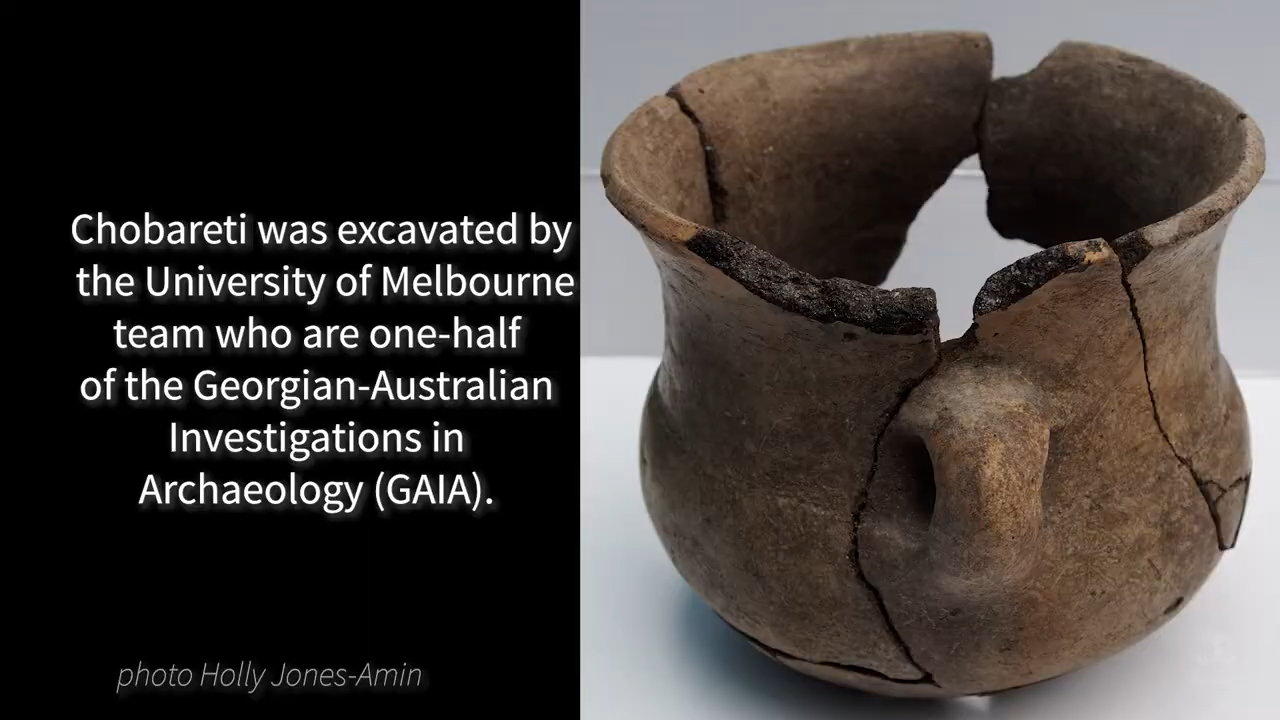 Chobareti was excavated by
the University of Melbourne
team who are one-half
of the Georgian-Australian
Investigations in
Archaeology (GAIA).
photo Holly Jones-Amin